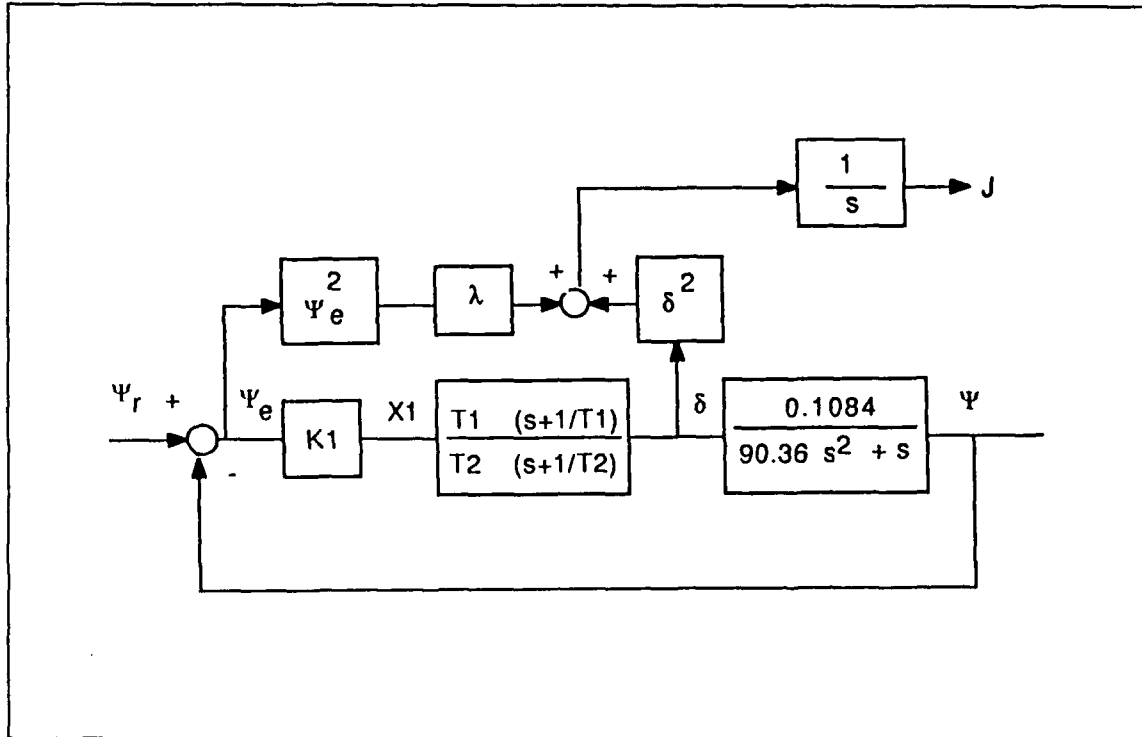 1
s
J
Ψe²
λ
+
+
δ²
Ψr +
Ψe
K1
X1
T1 (s+1/T1)
T2 (s+1/T2)
δ
0.1084
90.36 s² + s
Ψ
-